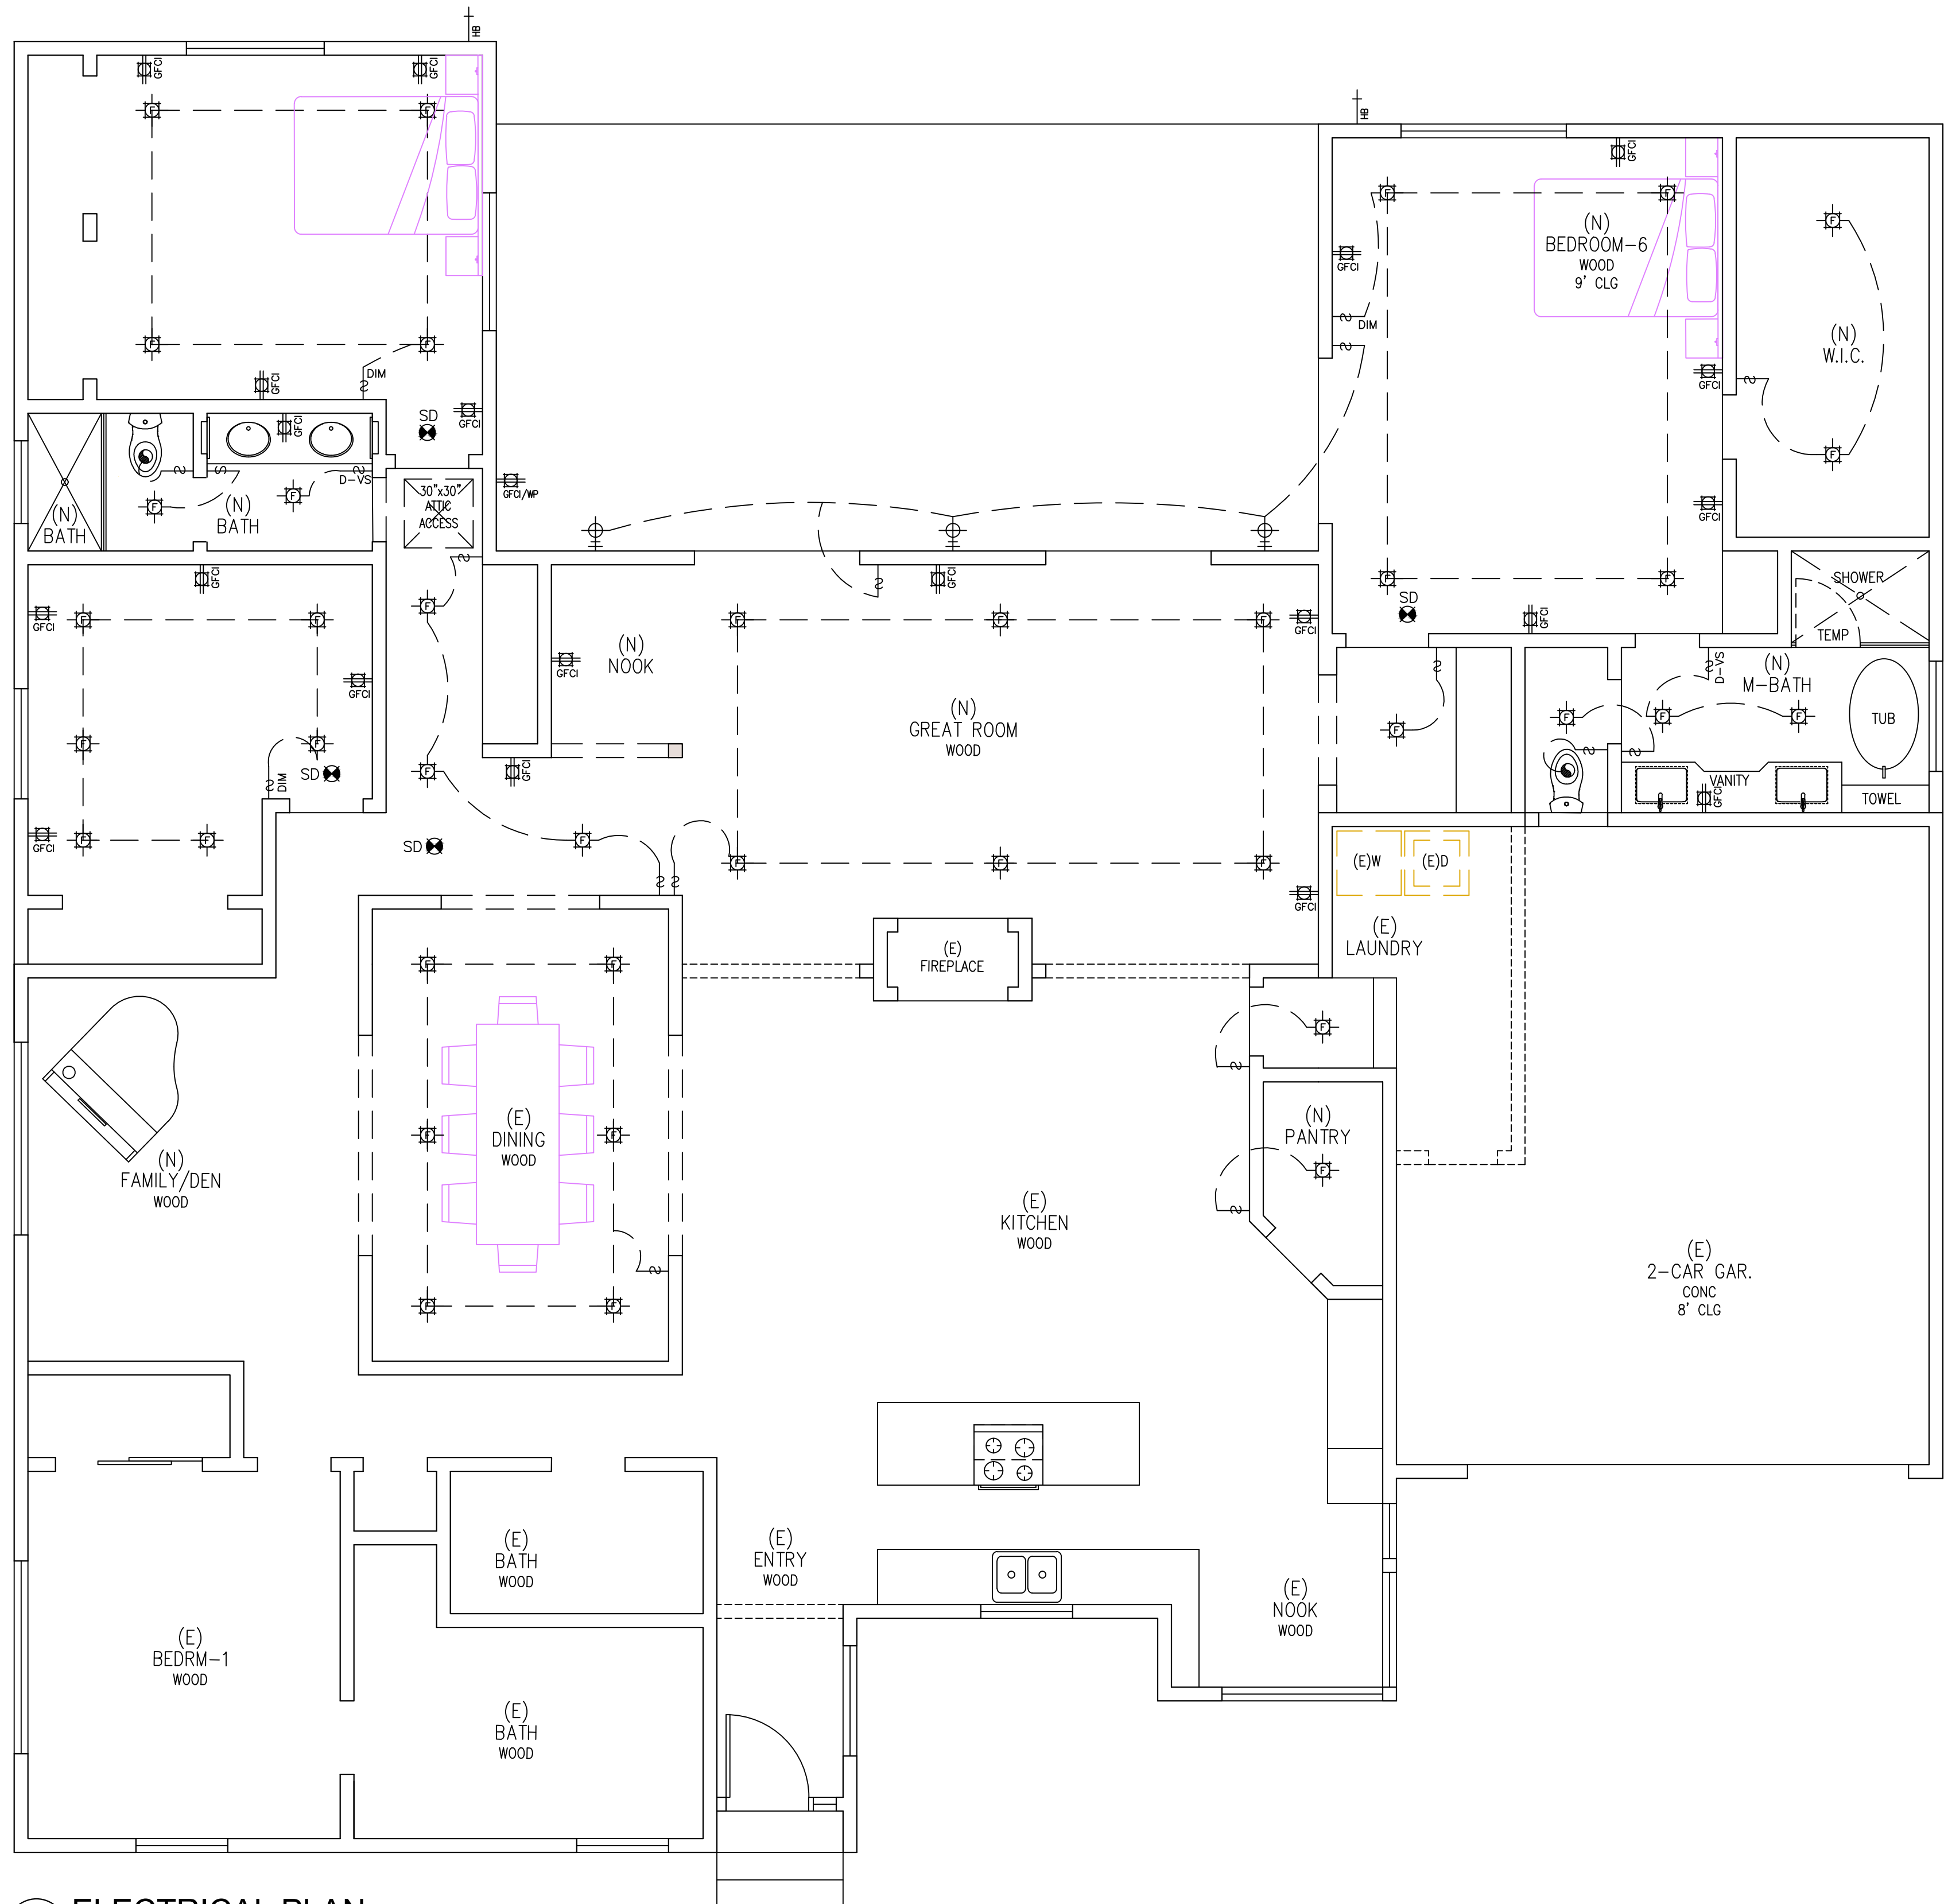 HB
GFCI
GFCI
F
F
HB
GFCI
F
F
F
(N)
BEDROOM-6
WOOD
9' CLG
GFCI
DIM
(N)
W.I.C.
F
F
DIM
GFCI
GFCI
GFCI
SD
GFCI
GFCI
F
D-VS
(N)
BATH
F
F
(N)
BATH
30"x30"
ATTIC
ACCESS
GFCI/WP
GFCI
GFCI
GFCI
F
F
F
GFCI
F
F
F
GFCI
F
F
SD
GFCI
SHOWER
TEMP
GFCI
F
F
DIM
SD
GFCI
F
F
GFCI
(N)
NOOK
GFCI
F
(N)
GREAT ROOM
WOOD
F
F
F
D-VS
(N)
M-BATH
F
TUB
VANITY
GFCI
TOWEL
SD
F
F
F
F
GFCI
(E)W
(E)D
(E)
LAUNDRY
(E)
FIREPLACE
F
F
F
(N)
FAMILY/DEN
WOOD
F
(E)
DINING
WOOD
F
(N)
PANTRY
F
(E)
KITCHEN
WOOD
F
F
(E)
2-CAR GAR.
CONC
8' CLG
(E)
BATH
WOOD
(E)
ENTRY
WOOD
(E)
NOOK
WOOD
(E)
BEDRM-1
WOOD
(E)
BATH
WOOD
ELECTRICAL PLAN